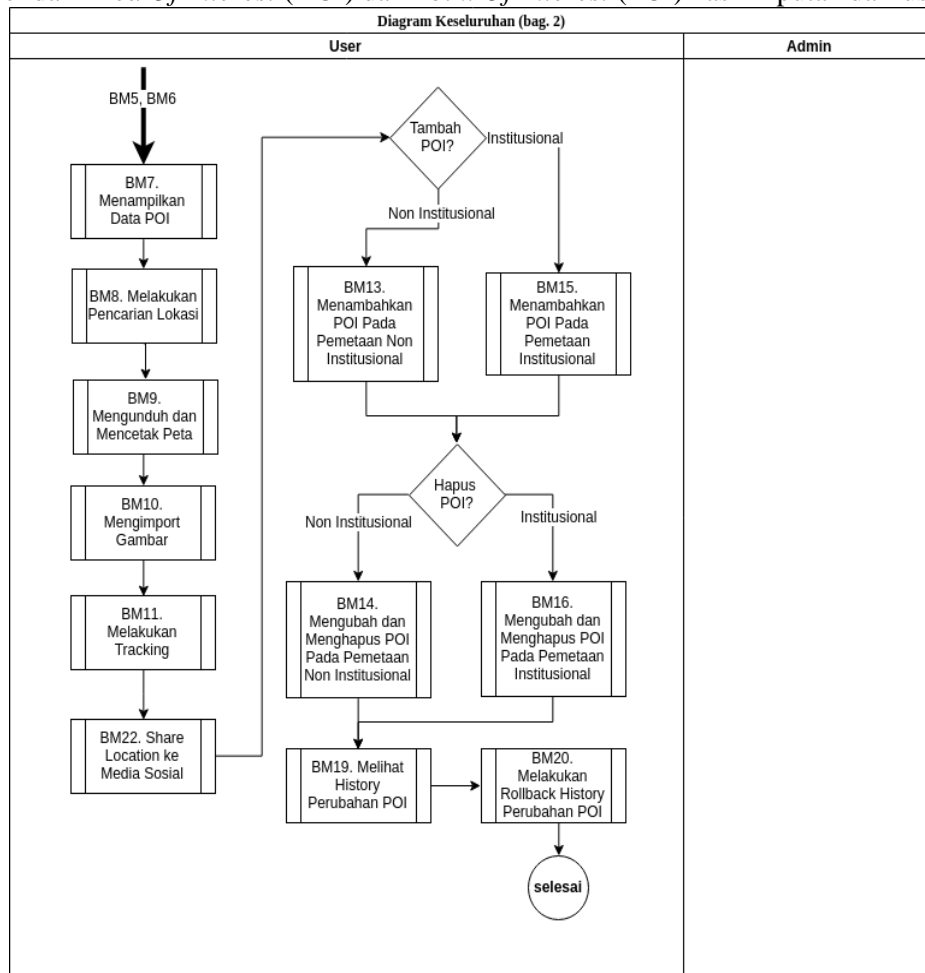 Diagram Keseluruhan (bag. 2)
User
Admin
BM5, BM6
BM7.
Menampilkan
Data POI
BM8. Melakukan
Pencarian Lokasi
BM9.
Mengunduh dan
Mencetak Peta
BM10.
Mengimport
Gambar
BM11.
Melakukan
Tracking
BM22. Share
Location ke
Media Sosial
Tambah
POI?
Institusional
Non Institusional
BM13.
Menambahkan
POI Pada
Pemetaan Non
Institusional
BM15.
Menambahkan
POI Pada
Pemetaan
Institusional
Hapus
POI?
Non Institusional
Institusional
BM14.
Mengubah dan
Menghapus POI
Pada Pemetaan
Non Institusional
BM16.
Mengubah dan
Menghapus POI
Pada Pemetaan
Institusional
BM19. Melihat
History
Perubahan POI
BM20.
Melakukan
Rollback History
Perubahan POI
selesai